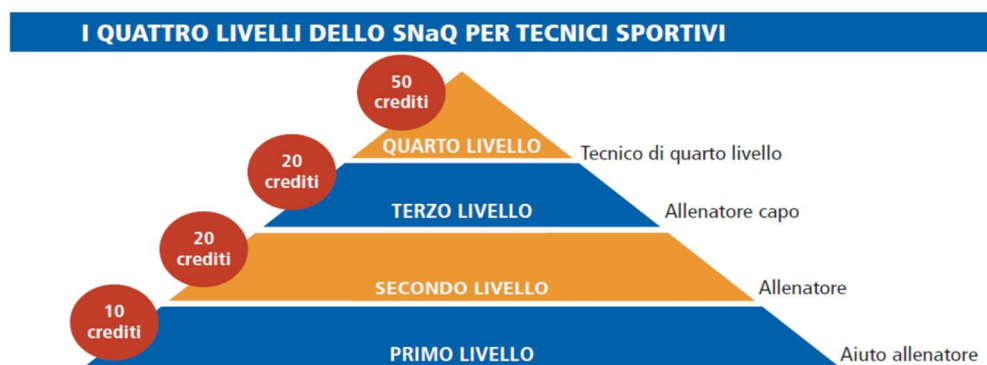 I QUATTRO LIVELLI DELLO SNaQ PER TECNICI SPORTIVI
50
crediti
QUARTO LIVELLO
Tecnico di quarto livello
20
crediti
TERZO LIVELLO
Allenatore capo
20
crediti
SECONDO LIVELLO
Allenatore
10
crediti
PRIMO LIVELLO
Aiuto allenatore